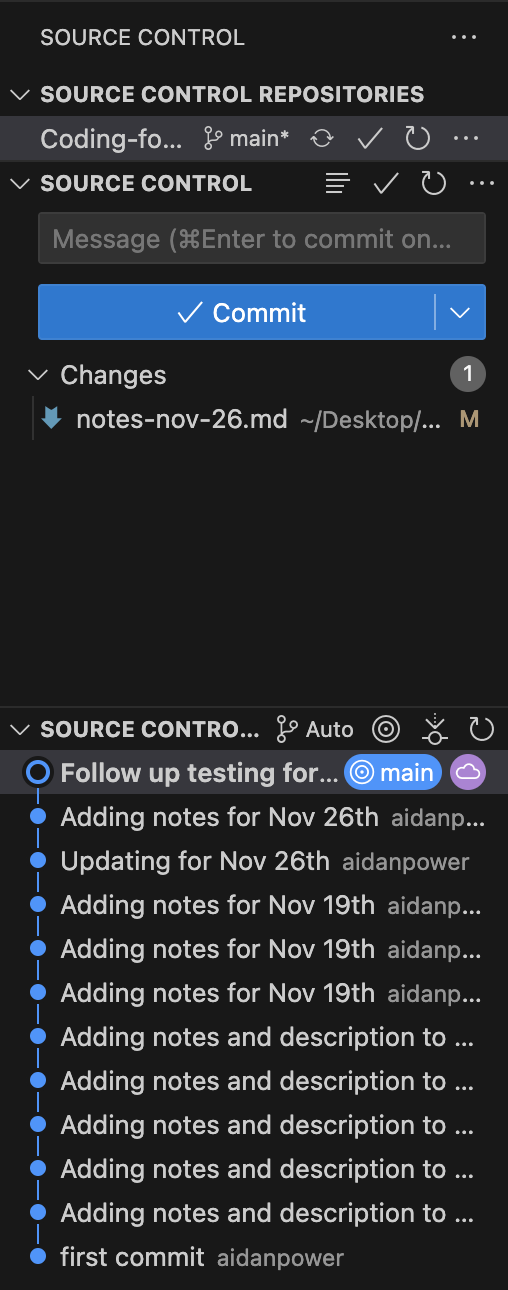 SOURCE CONTROL ...
SOURCE CONTROL REPOSITORIES
Coding-fo... main* ...
SOURCE CONTROL ...
Message (⌘Enter to commit on...
Commit
Changes 1
notes-nov-26.md ~/Desktop/... M
SOURCE CONTRO... Auto
Follow up testing for... main
Adding notes for Nov 26th aidanp...
Updating for Nov 26th aidanpower
Adding notes for Nov 19th aidanp...
Adding notes for Nov 19th aidanp...
Adding notes for Nov 19th aidanp...
Adding notes and description to ...
Adding notes and description to ...
Adding notes and description to ...
Adding notes and description to ...
Adding notes and description to ...
first commit aidanpower